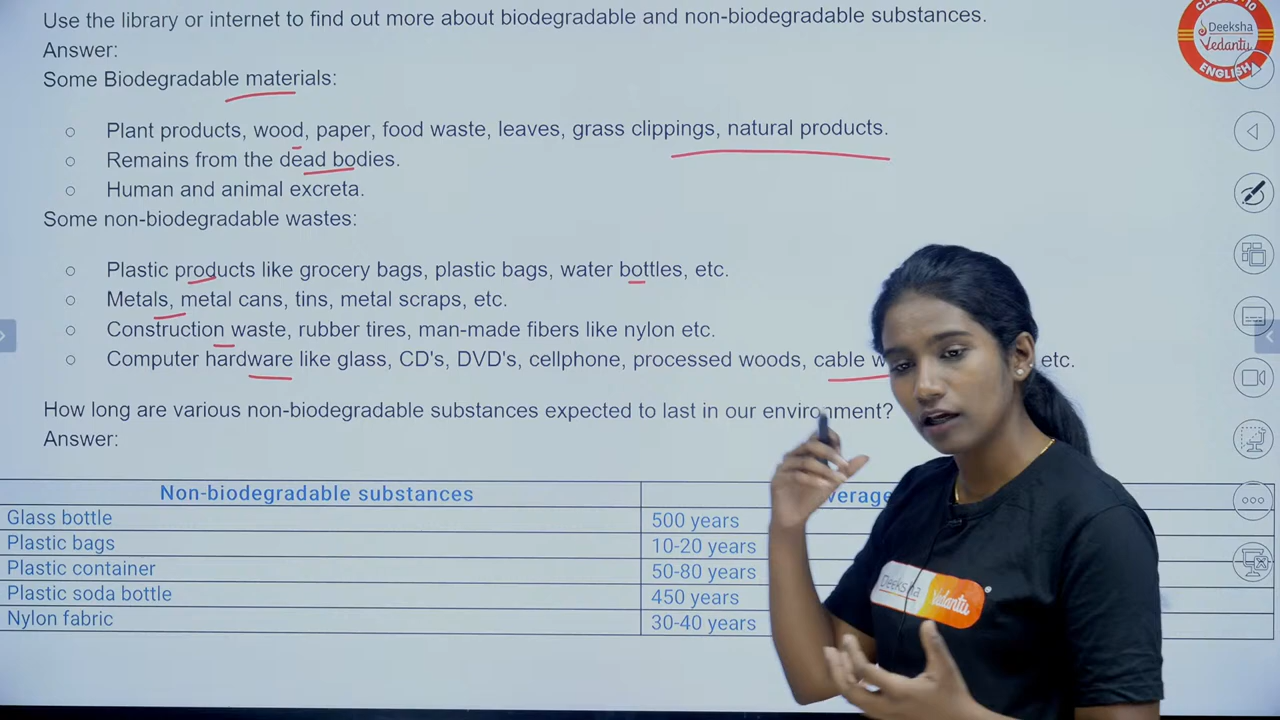 Use the library or internet to find out more about biodegradable and non-biodegradable substances.
Answer:
Some Biodegradable materials:
○ Plant products, wood, paper, food waste, leaves, grass clippings, natural products.
○ Remains from the dead bodies.
○ Human and animal excreta.
Some non-biodegradable wastes:
○ Plastic products like grocery bags, plastic bags, water bottles, etc.
○ Metals, metal cans, tins, metal scraps, etc.
○ Construction waste, rubber tires, man-made fibers like nylon etc.
○ Computer hardware like glass, CD's, DVD's, cellphone, processed woods, cable etc.
How long are various non-biodegradable substances expected to last in our environment?
Answer:
Non-biodegradable substances
Glass bottle 500 years
Plastic bags 10-20 years
Plastic container 50-80 years
Plastic soda bottle 450 years
Nylon fabric 30-40 years
Deeksha
Vedantu
ENGLISH
Deeksha
Vedantu